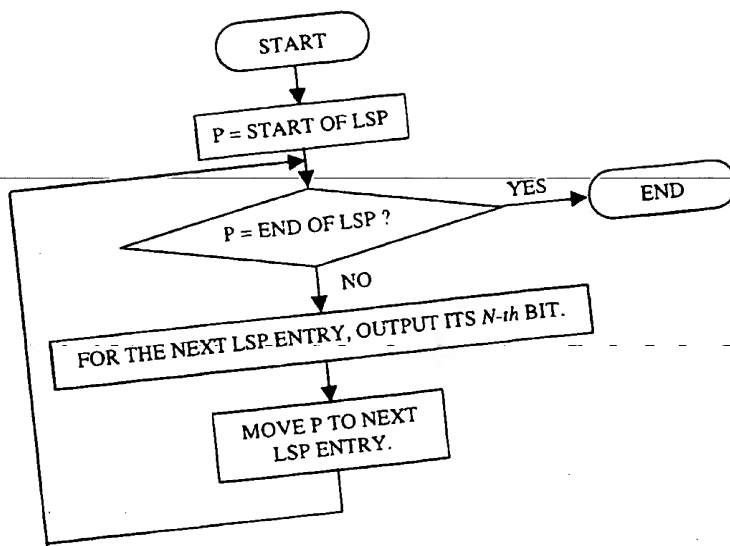 START
P = START OF LSP
P = END OF LSP ?
YES
END
NO
FOR THE NEXT LSP ENTRY, OUTPUT ITS N-th BIT.
MOVE P TO NEXT
LSP ENTRY.